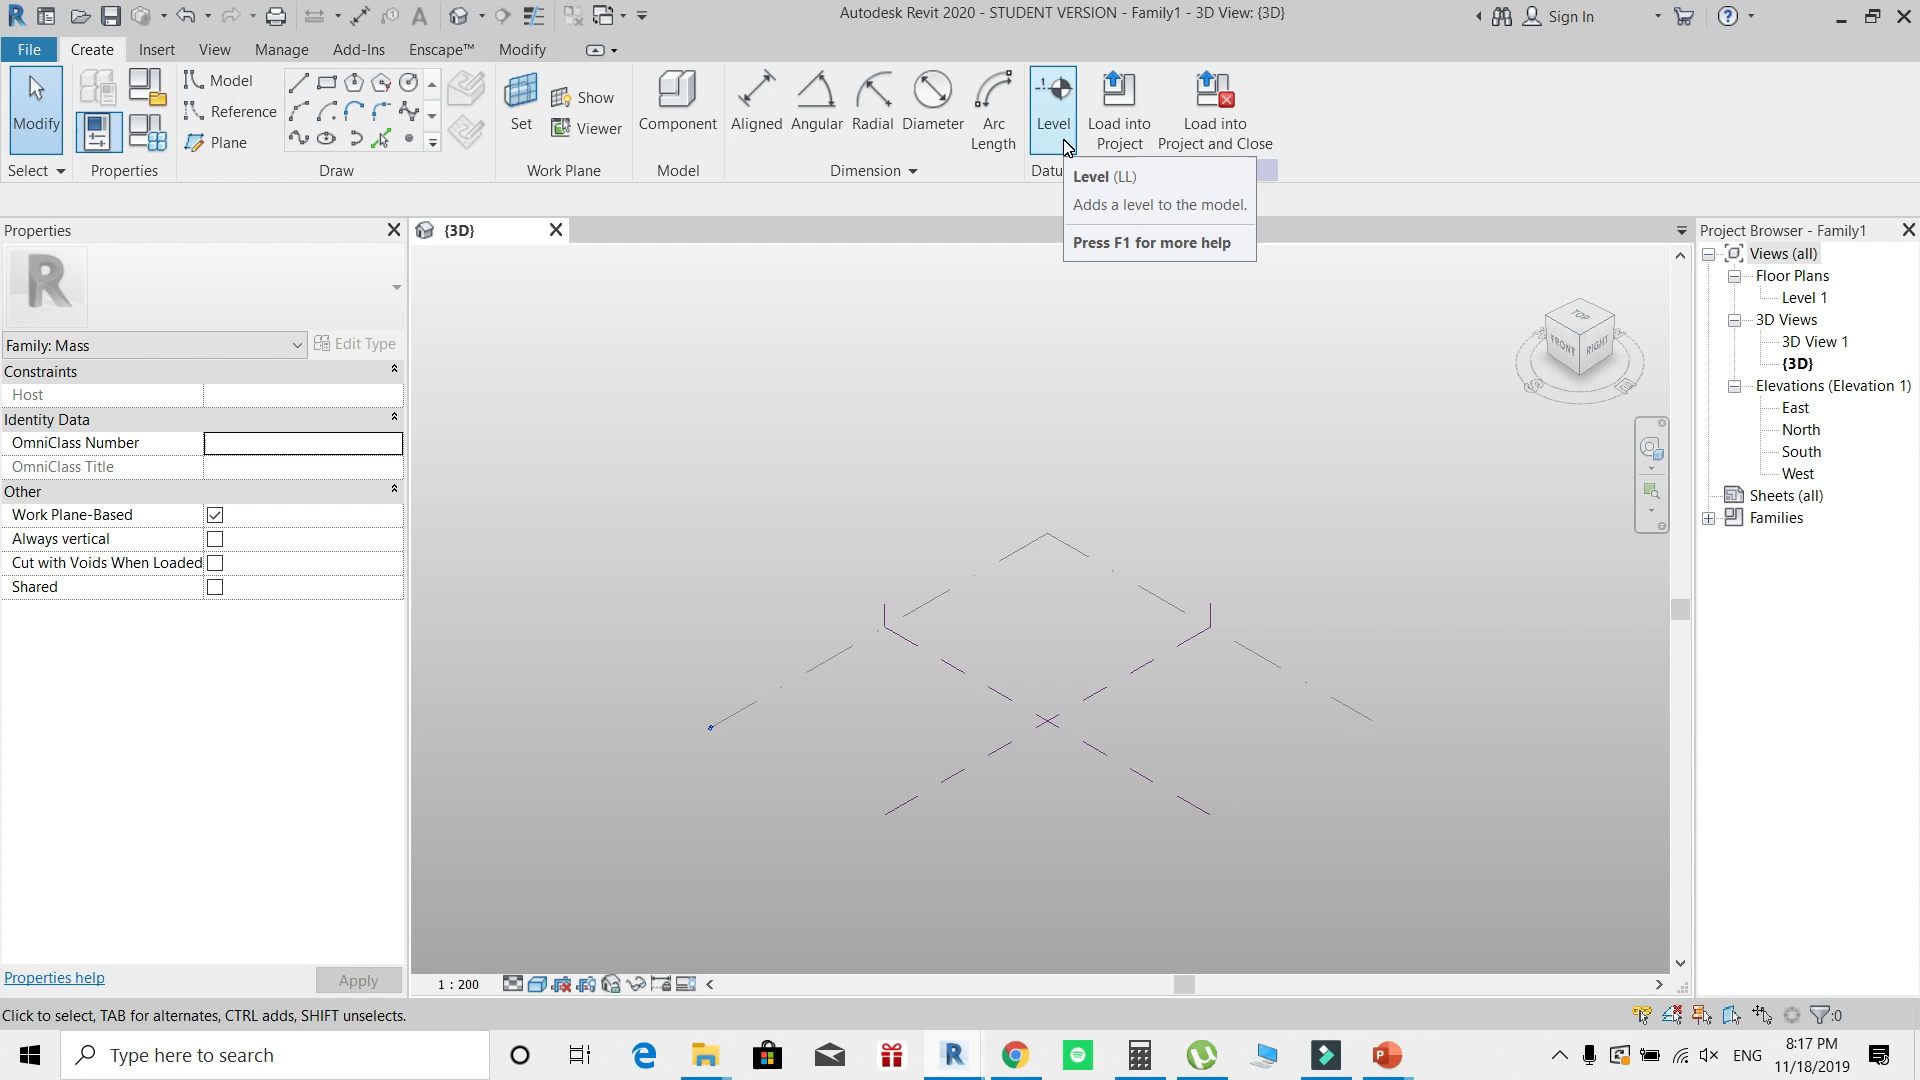 Autodesk Revit 2020 - STUDENT VERSION - Family1 - 3D View: {3D}
Sign In
File
Create
Insert
View
Manage
Add-Ins
Enscape™
Modify
Modify
Model
Reference
Plane
Set
Show
Viewer
Component
Aligned
Angular
Radial
Diameter
Arc
Length
Level
Load into
Project
Load into
Project and Close
Select
Properties
Draw
Work Plane
Model
Dimension
Datu
Level (LL)
Adds a level to the model.
Press F1 for more help
Properties
{3D}
Project Browser - Family1
Family: Mass
Edit Type
Constraints
Host
Identity Data
OmniClass Number
OmniClass Title
Other
Work Plane-Based
Always vertical
Cut with Voids When Loaded
Shared
Properties help
Apply
TOP
FRONT
RIGHT
S
E
Views (all)
Floor Plans
Level 1
3D Views
3D View 1
{3D}
Elevations (Elevation 1)
East
North
South
West
Sheets (all)
Families
1 : 200
Click to select, TAB for alternates, CTRL adds, SHIFT unselects.
:0
Type here to search
ENG
8:17 PM
11/18/2019